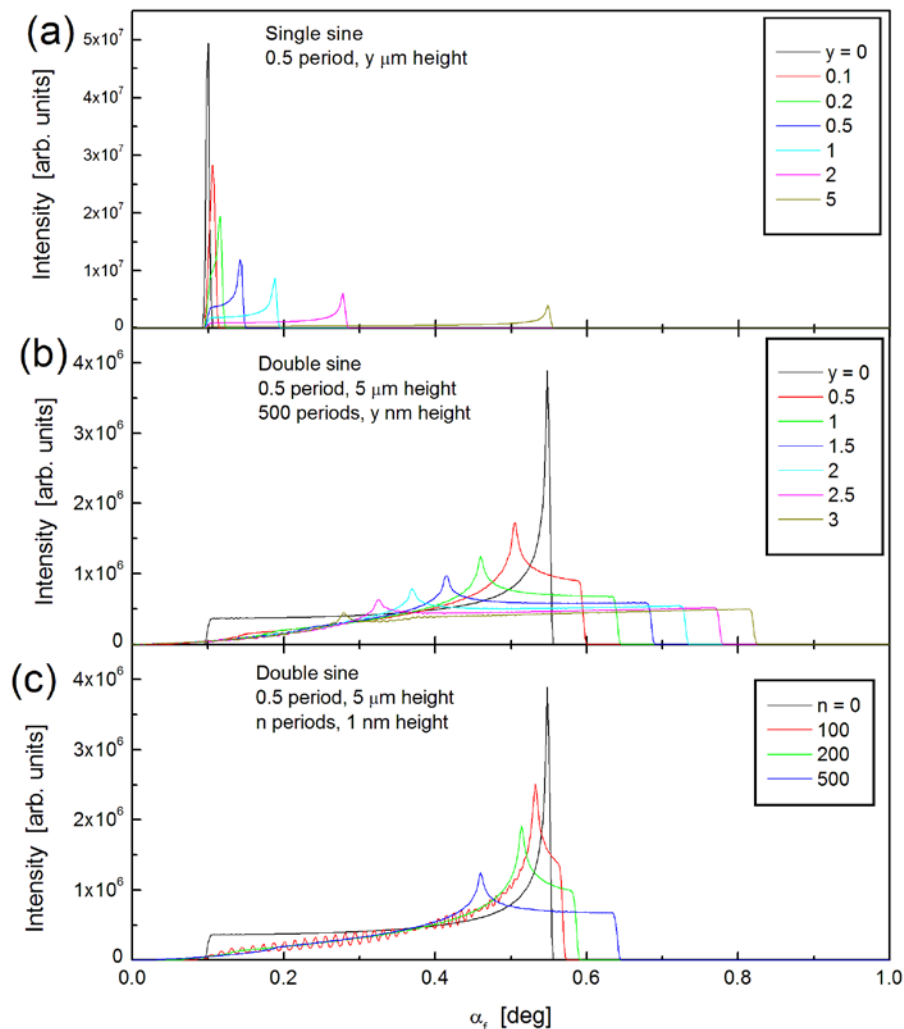 (a)
Single sine
0.5 period, y μm height
y = 0
0.1
0.2
0.5
1
2
5
5x10⁷
4x10⁷
3x10⁷
2x10⁷
1x10⁷
0
Intensity [arb. units]
(b)
Double sine
0.5 period, 5 μm height
500 periods, y nm height
y = 0
0.5
1
1.5
2
2.5
3
4x10⁶
3x10⁶
2x10⁶
1x10⁶
0
Intensity [arb. units]
(c)
Double sine
0.5 period, 5 μm height
n periods, 1 nm height
n = 0
100
200
500
4x10⁶
3x10⁶
2x10⁶
1x10⁶
0
Intensity [arb. units]
0.0 0.2 0.4 0.6 0.8 1.0
α_f [deg]